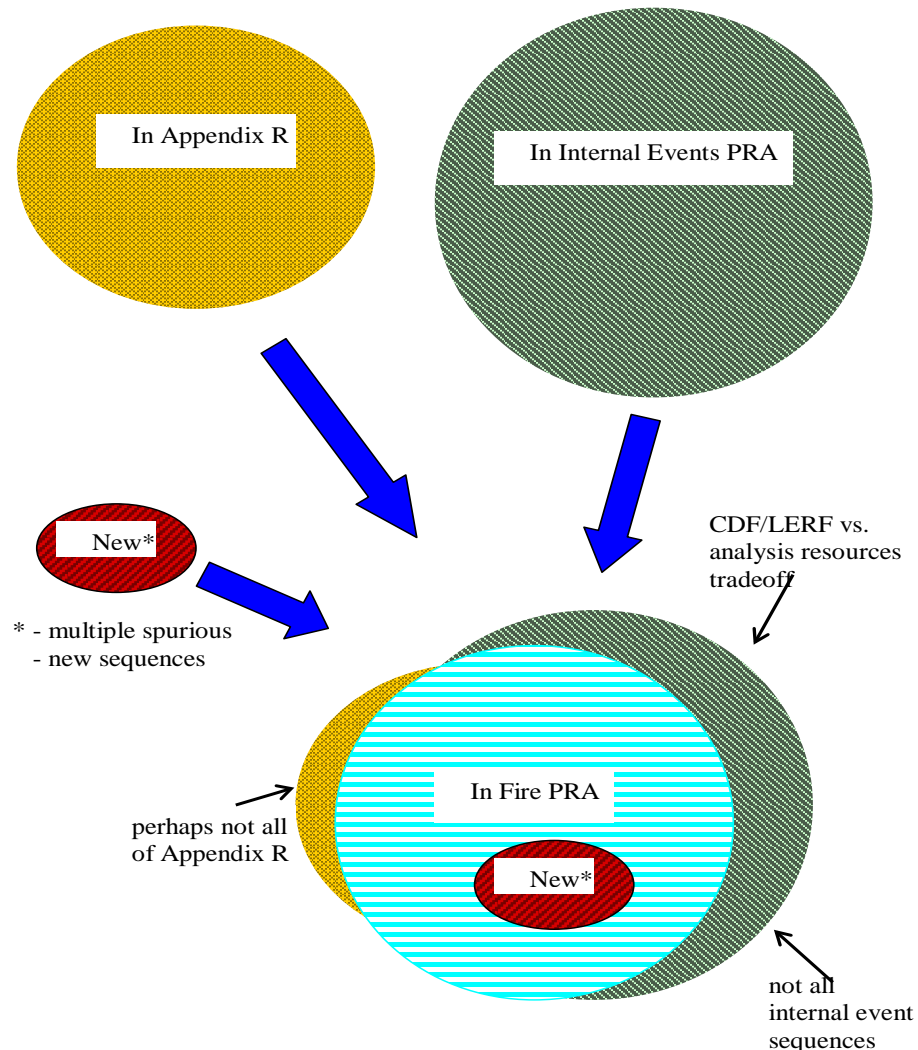 In Appendix R
In Internal Events PRA
New*
* - multiple spurious
- new sequences
CDF/LERF vs.
analysis resources
tradeoff
In Fire PRA
New*
perhaps not all
of Appendix R
not all
internal event
sequences